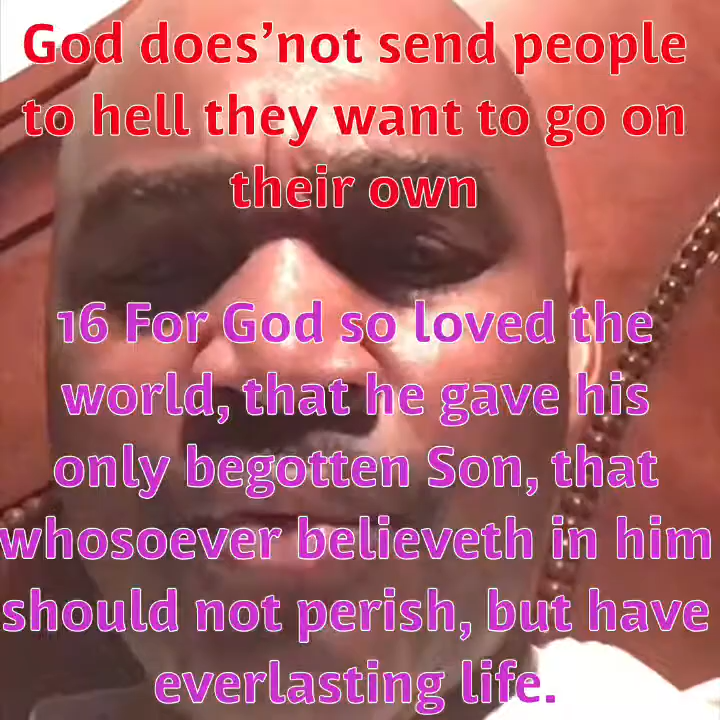 God does’not send people
to hell they want to go on
their own
16 For God so loved the
world, that he gave his
only begotten Son, that
whosoever believeth in him
should not perish, but have
everlasting life.